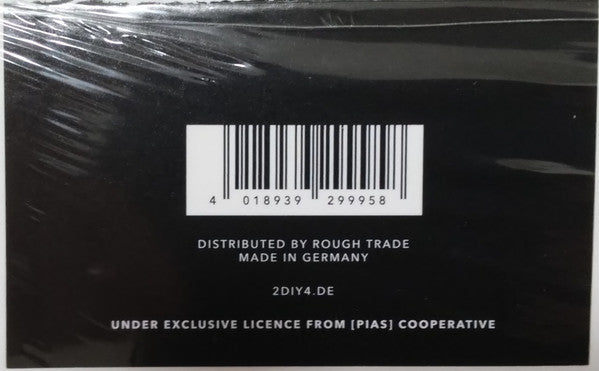 4 018939 299958
DISTRIBUTED BY ROUGH TRADE
MADE IN GERMANY
2DIY4.DE
UNDER EXCLUSIVE LICENCE FROM [PIAS] COOPERATIVE